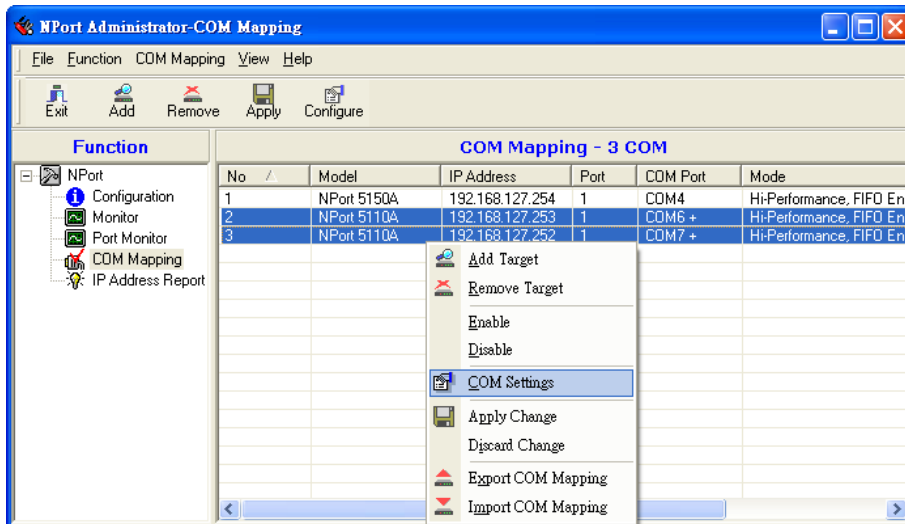 NPort Administrator-COM Mapping
File Function COM Mapping View Help
Exit Add Remove Apply Configure
Function
NPort
Configuration
Monitor
Port Monitor
COM Mapping
IP Address Report
COM Mapping - 3 COM
No Model IP Address Port COM Port Mode
1 NPort 5150A 192.168.127.254 1 COM4 Hi-Performance, FIFO En
2 NPort 5110A 192.168.127.253 1 COM6 + Hi-Performance, FIFO En
3 NPort 5110A 192.168.127.252 1 COM7 + Hi-Performance, FIFO En
Add Target
Remove Target
Enable
Disable
COM Settings
Apply Change
Discard Change
Export COM Mapping
Import COM Mapping